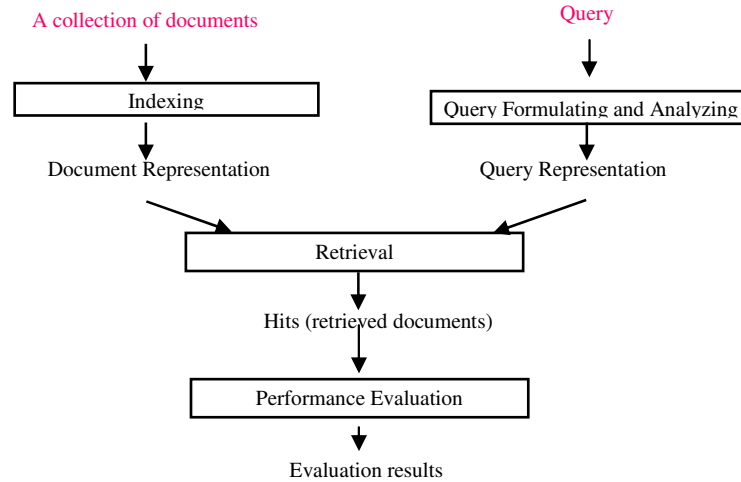 A collection of documents
Query
Indexing
Query Formulating and Analyzing
Document Representation
Query Representation
Retrieval
Hits (retrieved documents)
Performance Evaluation
Evaluation results